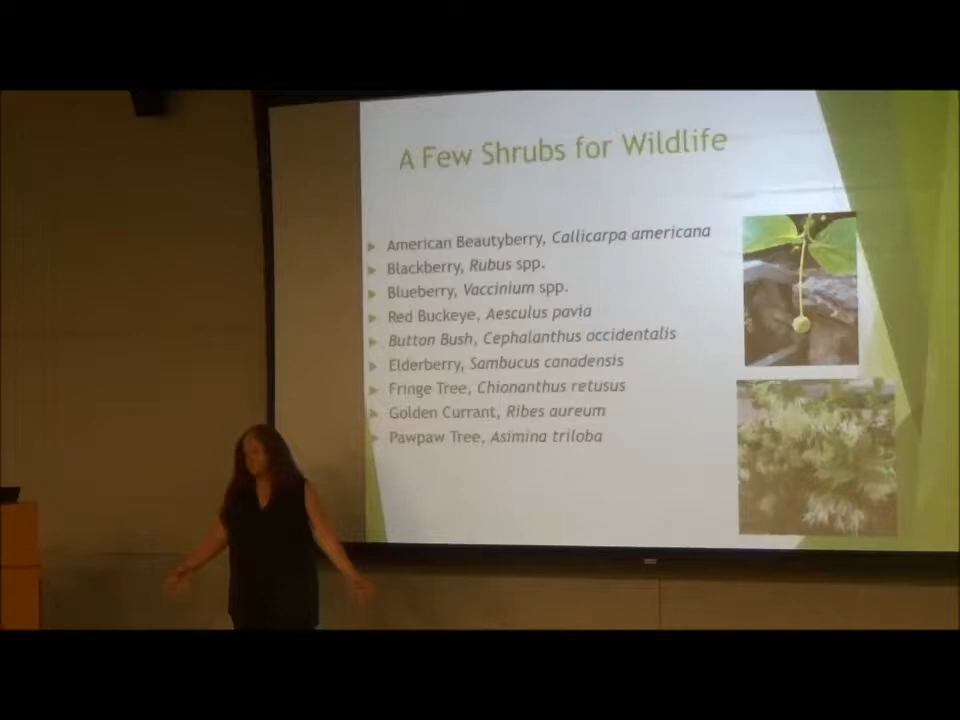 A Few Shrubs for Wildlife
American Beautyberry, Callicarpa americana
Blackberry, Rubus spp.
Blueberry, Vaccinium spp.
Red Buckeye, Aesculus pavia
Button Bush, Cephalanthus occidentalis
Elderberry, Sambucus canadensis
Fringe Tree, Chionanthus retusus
Golden Currant, Ribes aureum
Pawpaw Tree, Asimina triloba